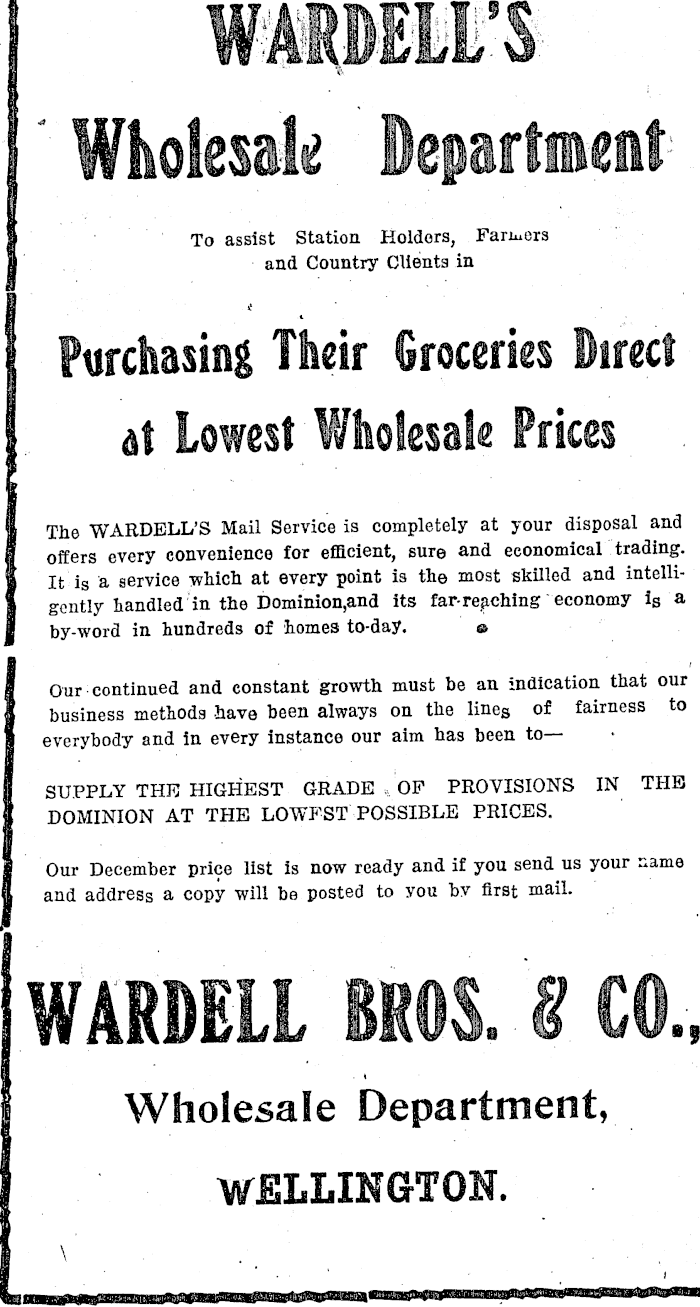 WARDELL'S
Wholesale Department
To assist Station Holders, Farmers
and Country Clients in
Purchasing Their Groceries Direct
at Lowest Wholesale Prices
The WARDELL'S Mail Service is completely at your disposal and
offers every convenience for efficient, sure and economical trading.
It is a service which at every point is the most skilled and intelli-
gently handled in the Dominion,and its far-reaching economy is a
by-word in hundreds of homes to-day.
Our continued and constant growth must be an indication that our
business methods have been always on the lines of fairness to
everybody and in every instance our aim has been to—
SUPPLY THE HIGHEST GRADE OF PROVISIONS IN THE
DOMINION AT THE LOWEST POSSIBLE PRICES.
Our December price list is now ready and if you send us your name
and address a copy will be posted to you by first mail.
WARDELL BROS. & CO.,
Wholesale Department,
WELLINGTON.